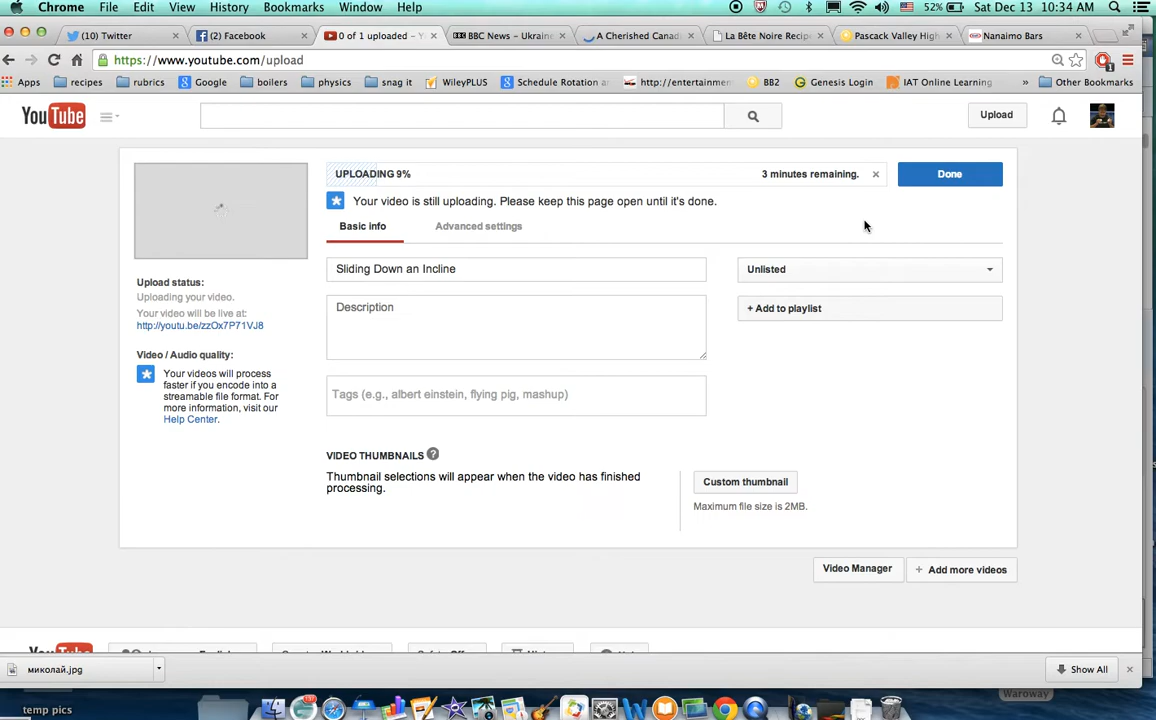 Chrome File Edit View History Bookmarks Window Help 52% Sat Dec 13 10:34 AM
(10) Twitter (2) Facebook 0 of 1 uploaded - Y BBC News - Ukraine A Cherished Canadi La Bête Noire Recip Pascack Valley High Nanaimo Bars
https://www.youtube.com/upload
Apps recipes rubrics Google boilers physics snag it WileyPLUS Schedule Rotation an http://entertainmen BB2 Genesis Login IAT Online Learning » Other Bookmarks
YouTube Upload
UPLOADING 9% 3 minutes remaining. Done
Your video is still uploading. Please keep this page open until it's done.
Basic info Advanced settings
Sliding Down an Incline Unlisted
Description + Add to playlist
Upload status:
Uploading your video.
Your video will be live at:
http://youtu.be/zzOx7P71VJ8
Video / Audio quality:
Your videos will process
faster if you encode into a
streamable file format. For
more information, visit our
Help Center.
Tags (e.g., albert einstein, flying pig, mashup)
VIDEO THUMBNAILS ?
Thumbnail selections will appear when the video has finished
processing.
Custom thumbnail
Maximum file size is 2MB.
Video Manager + Add more videos
миколай.jpg Show All
temp pics Waroway